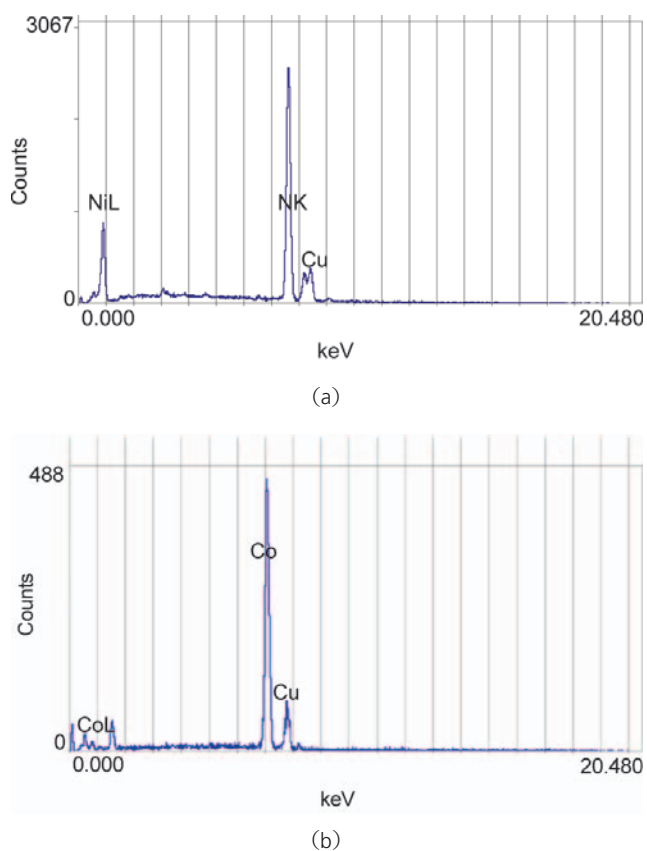 3067
Counts
NiL
NK
Cu
0
0.000
20.480
keV
(a)
488
Counts
Co
Cu
CoL
0
0.000
20.480
keV
(b)